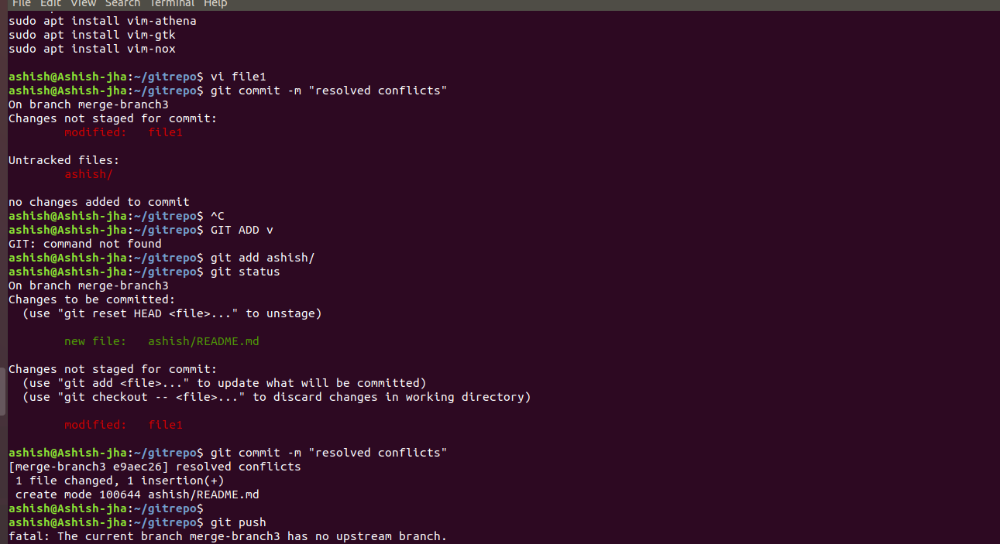 File Edit View Search Terminal Help
sudo apt install vim-athena
sudo apt install vim-gtk
sudo apt install vim-nox
ashish@Ashish-jha:~/gitrepo$ vi file1
ashish@Ashish-jha:~/gitrepo$ git commit -m "resolved conflicts"
On branch merge-branch3
Changes not staged for commit:
modified: file1
Untracked files:
ashish/
no changes added to commit
ashish@Ashish-jha:~/gitrepo$ ^C
ashish@Ashish-jha:~/gitrepo$ GIT ADD v
GIT: command not found
ashish@Ashish-jha:~/gitrepo$ git add ashish/
ashish@Ashish-jha:~/gitrepo$ git status
On branch merge-branch3
Changes to be committed:
(use "git reset HEAD <file>..." to unstage)
new file: ashish/README.md
Changes not staged for commit:
(use "git add <file>..." to update what will be committed)
(use "git checkout -- <file>..." to discard changes in working directory)
modified: file1
ashish@Ashish-jha:~/gitrepo$ git commit -m "resolved conflicts"
[merge-branch3 e9aec26] resolved conflicts
1 file changed, 1 insertion(+)
create mode 100644 ashish/README.md
ashish@Ashish-jha:~/gitrepo$
ashish@Ashish-jha:~/gitrepo$ git push
fatal: The current branch merge-branch3 has no upstream branch.